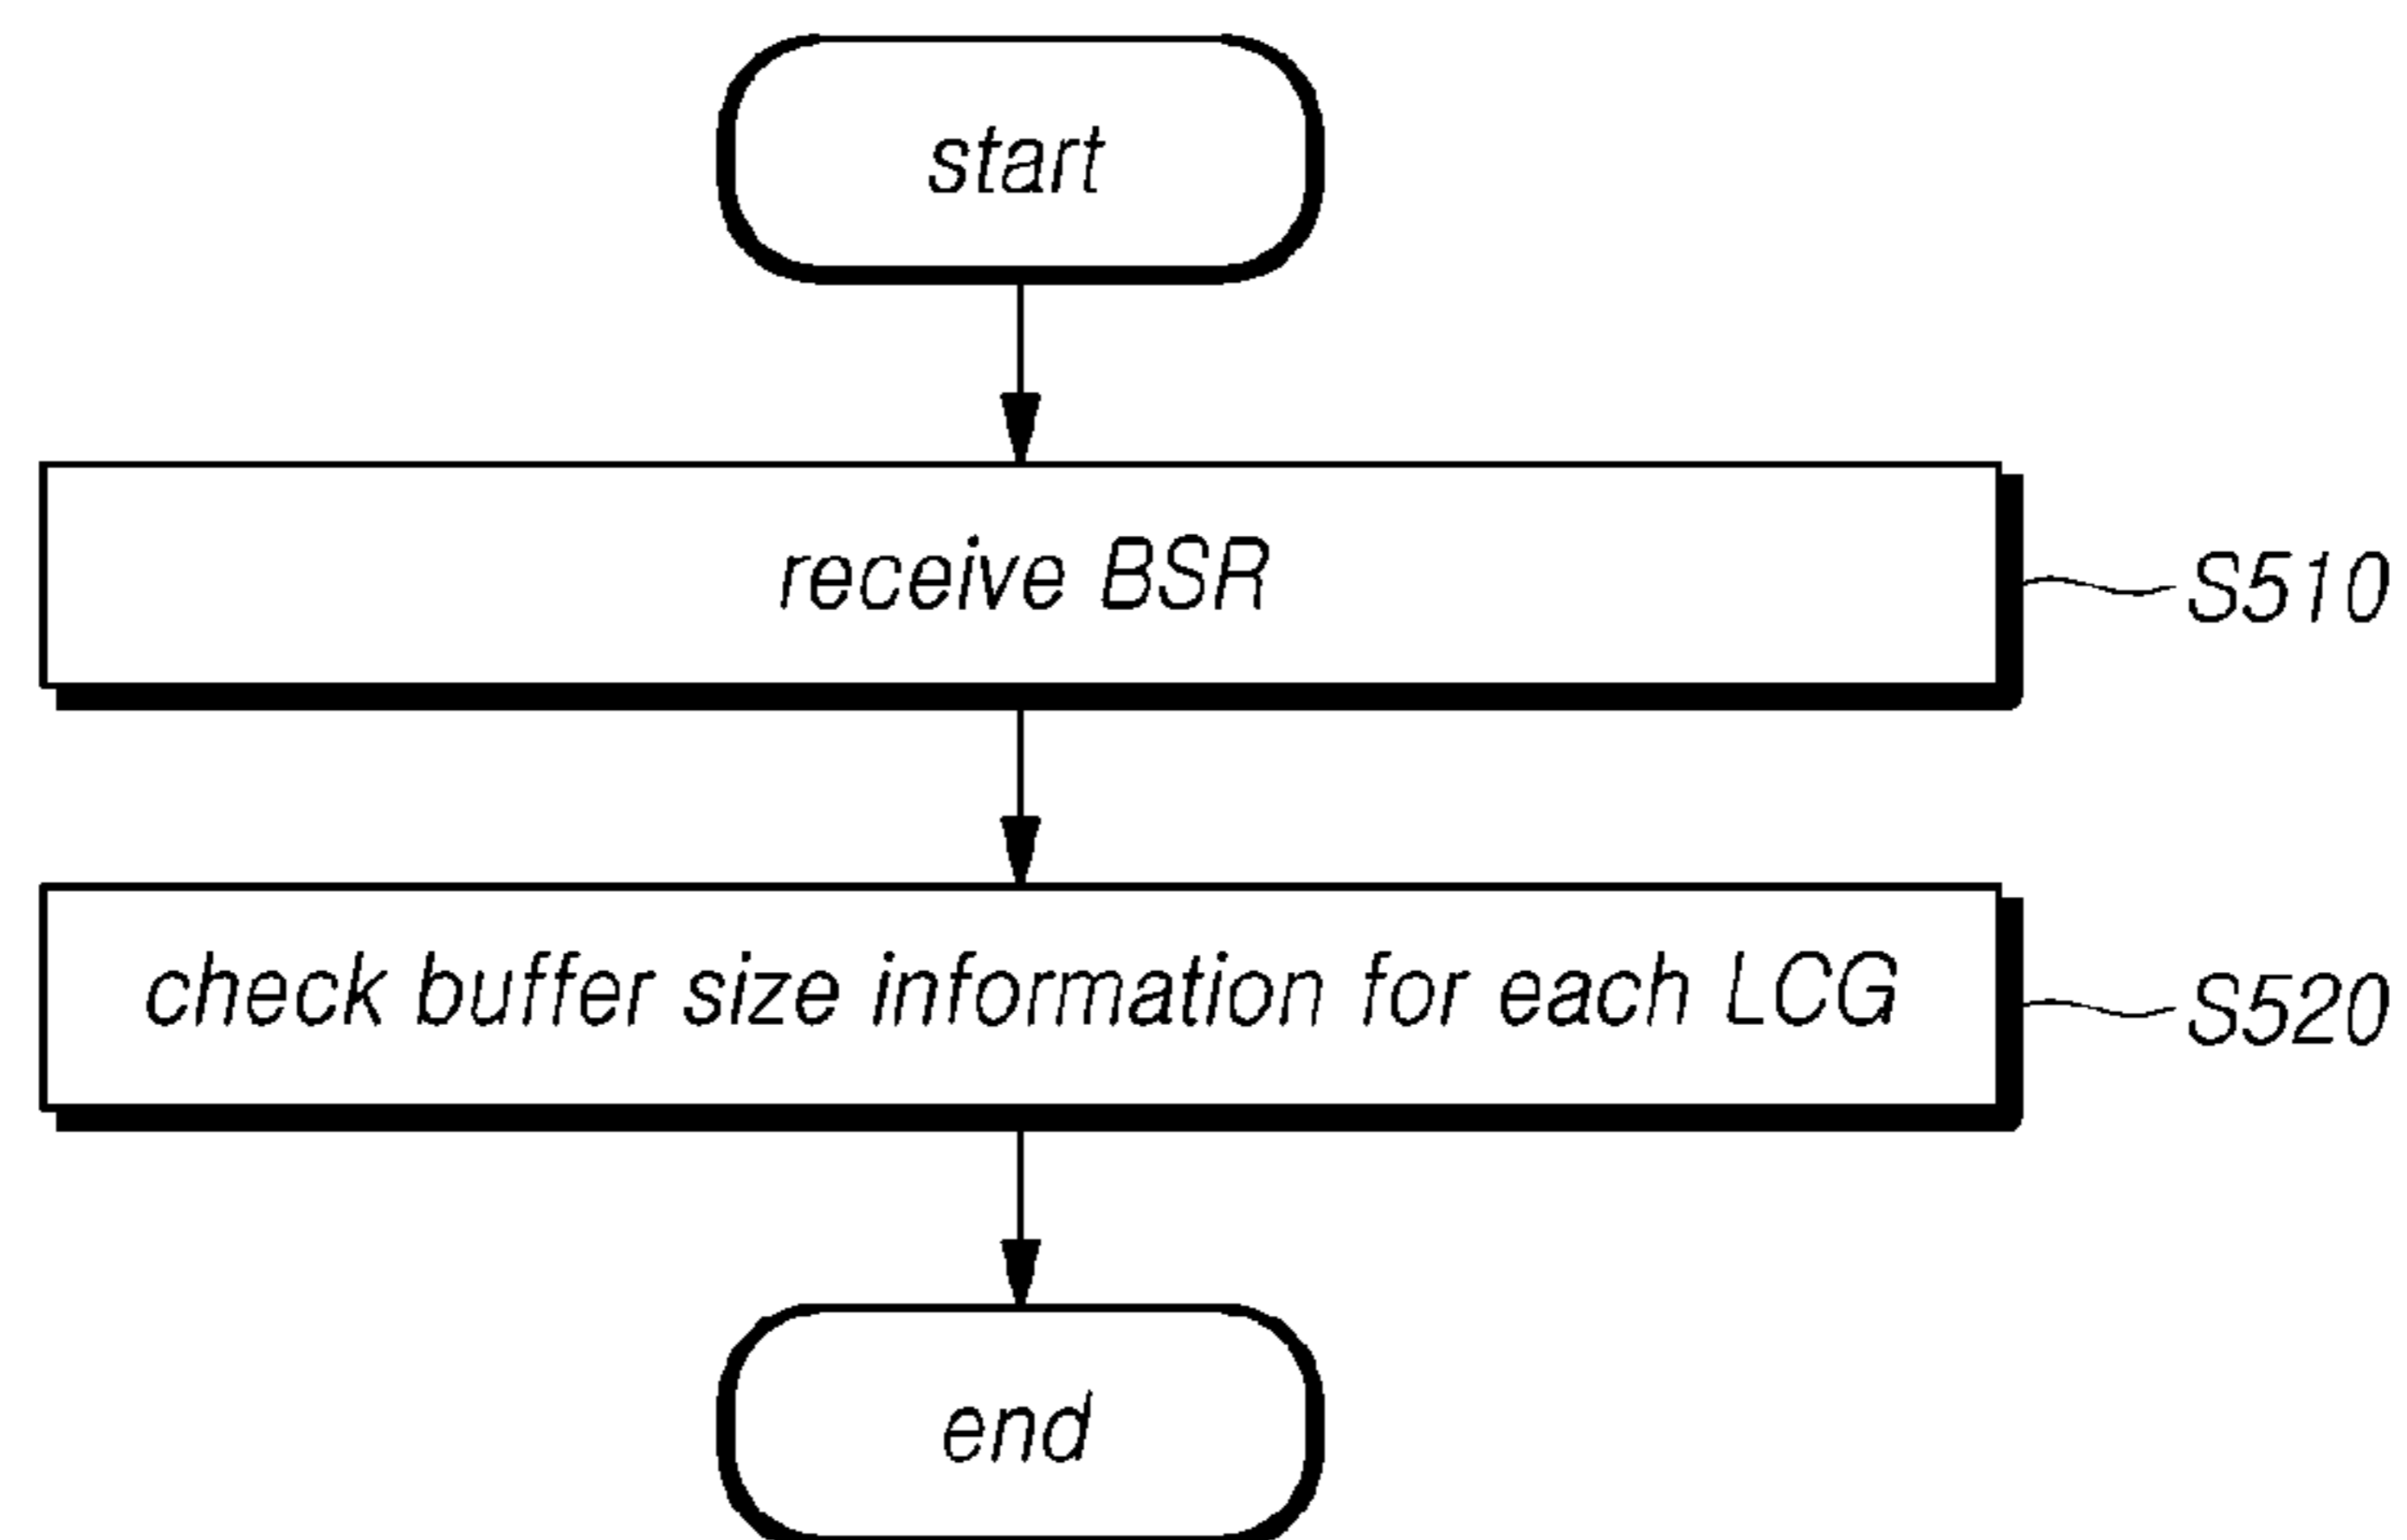 start
receive BSR
S510
check buffer size information for each LCG
S520
end